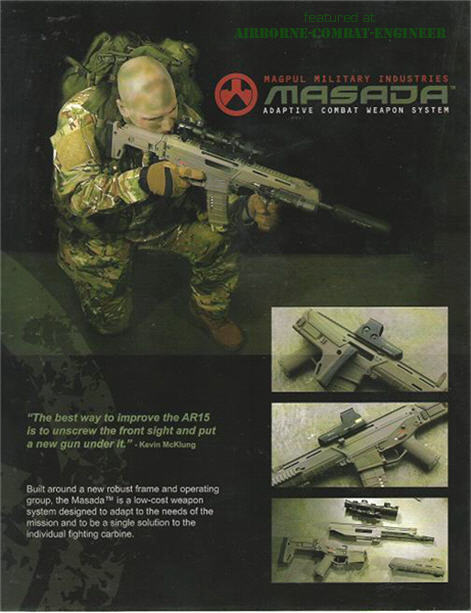 featured at
AIRBORNE-COMBAT-ENGINEER
MAGPUL MILITARY INDUSTRIES
MASADA™
ADAPTIVE COMBAT WEAPON SYSTEM
"The best way to improve the AR15
is to unscrew the front sight and put
a new gun under it." - Kevin McKlung
Built around a new robust frame and operating
group, the Masada™ is a low-cost weapon
system designed to adapt to the needs of the
mission and to be a single solution to the
individual fighting carbine.